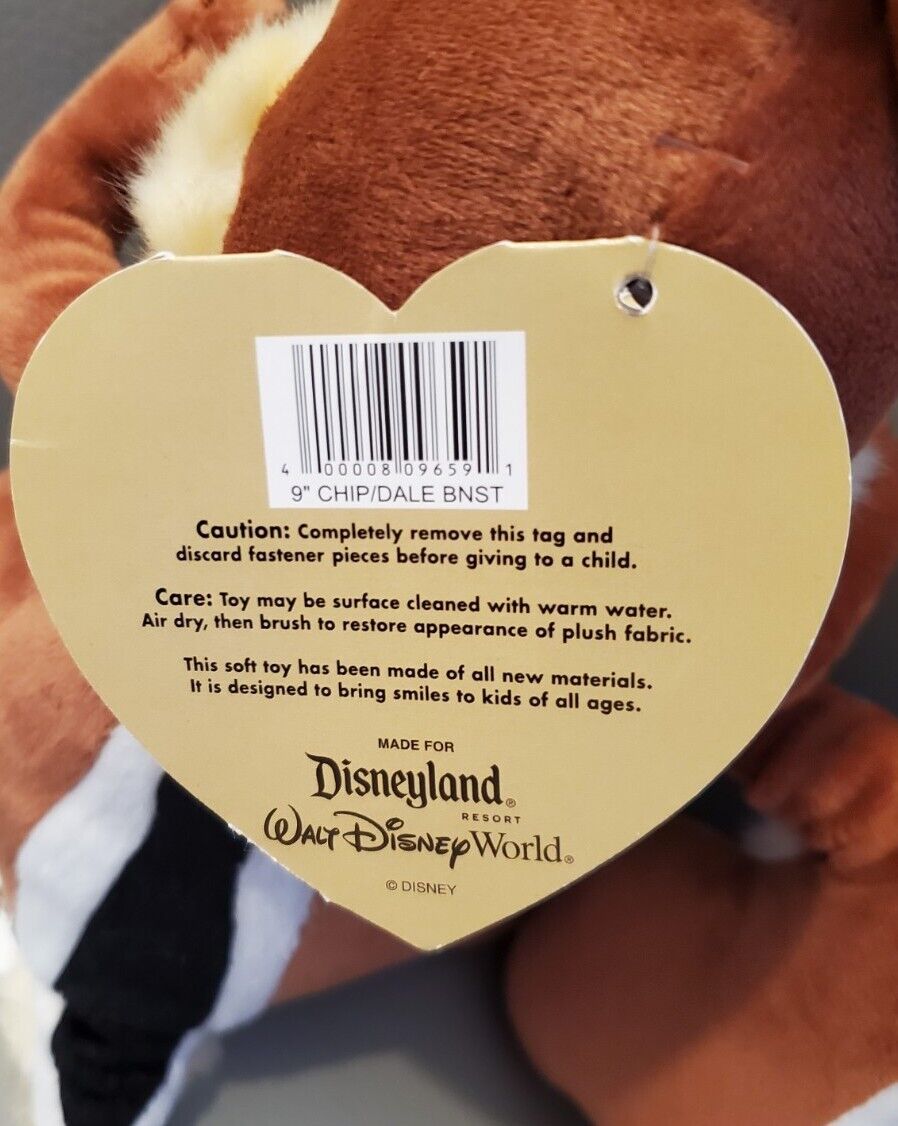 4 00008 09659 1
9" CHIP/DALE BNST
Caution: Completely remove this tag and
discard fastener pieces before giving to a child.
Care: Toy may be surface cleaned with warm water.
Air dry, then brush to restore appearance of plush fabric.
This soft toy has been made of all new materials.
It is designed to bring smiles to kids of all ages.
MADE FOR
Disneyland®
RESORT
WALT DISNEY World®
© DISNEY